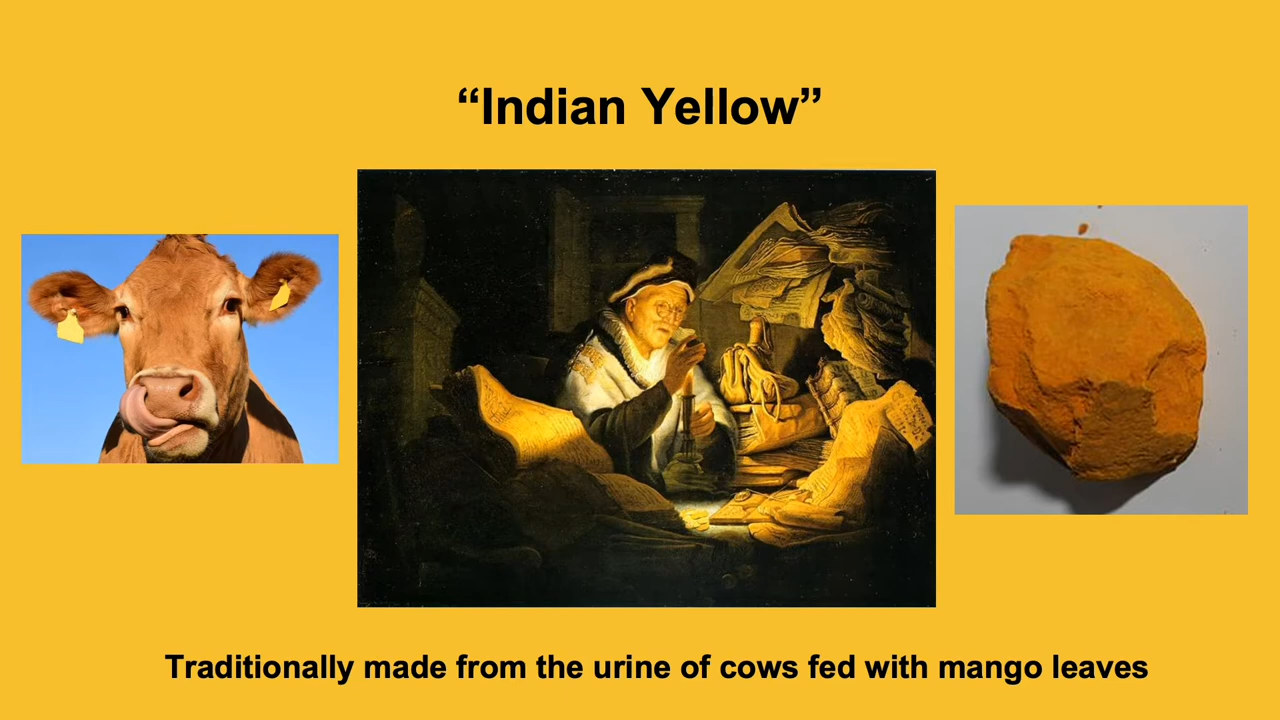 “Indian Yellow”
Traditionally made from the urine of cows fed with mango leaves